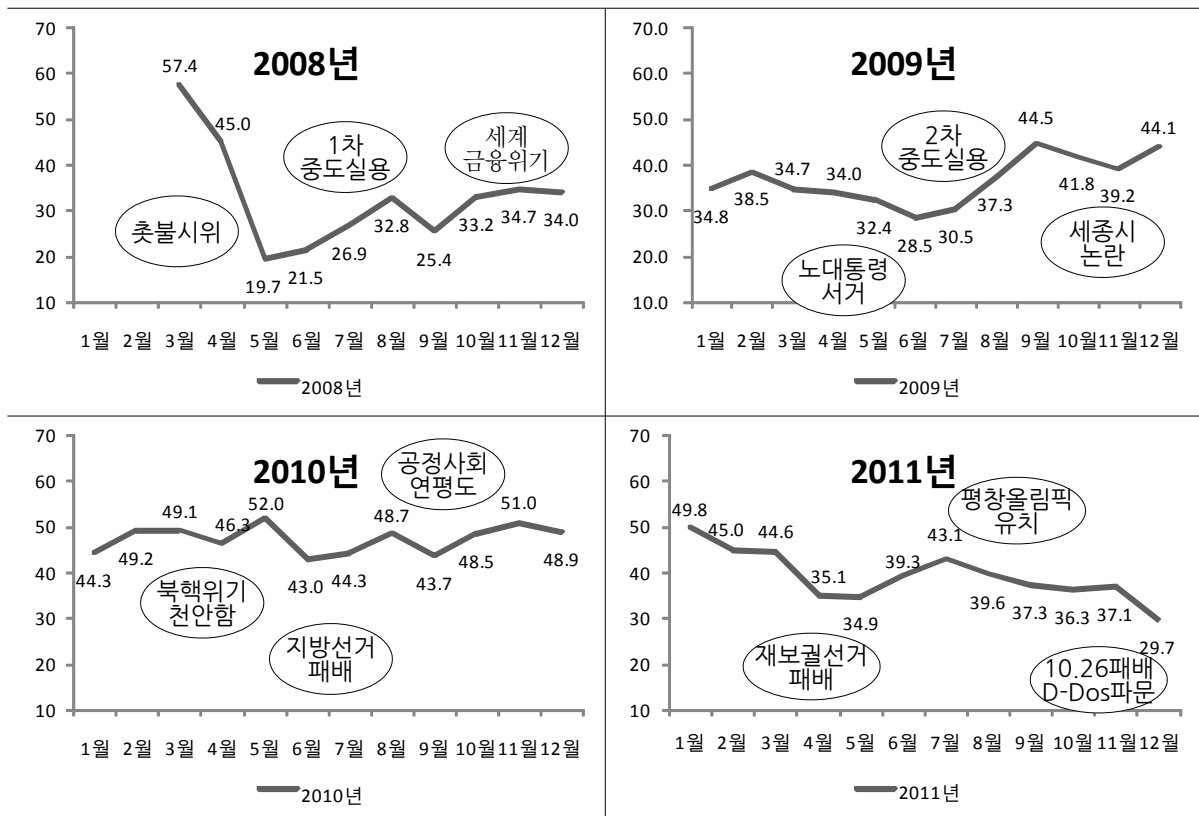 2008년
70
60
50
40
30
20
10
57.4
45.0
19.7
21.5
26.9
32.8
25.4
33.2
34.7
34.0
촛불시위
1차
중도실용
세계
금융위기
1월 2월 3월 4월 5월 6월 7월 8월 9월 10월 11월 12월
2008년
2009년
70
60.0
50.0
40.0
30.0
20.0
10.0
34.8
38.5
34.7
34.0
32.4
28.5
30.5
37.3
44.5
41.8
39.2
44.1
노대통령
서거
2차
중도실용
세종시
논란
1월 2월 3월 4월 5월 6월 7월 8월 9월 10월 11월 12월
2009년
2010년
70
60
50
40
30
20
10
44.3
49.2
49.1
46.3
52.0
43.0
44.3
48.7
43.7
48.5
51.0
48.9
북핵위기
천안함
지방선거
패배
공정사회
연평도
1월 2월 3월 4월 5월 6월 7월 8월 9월 10월 11월 12월
2010년
2011년
70
60
50
40
30
20
10
49.8
45.0
44.6
35.1
34.9
39.3
43.1
39.6
37.3
36.3
37.1
29.7
재보궐선거
패배
평창올림픽
유치
10.26패배
D-Dos파문
1월 2월 3월 4월 5월 6월 7월 8월 9월 10월 11월 12월
2011년